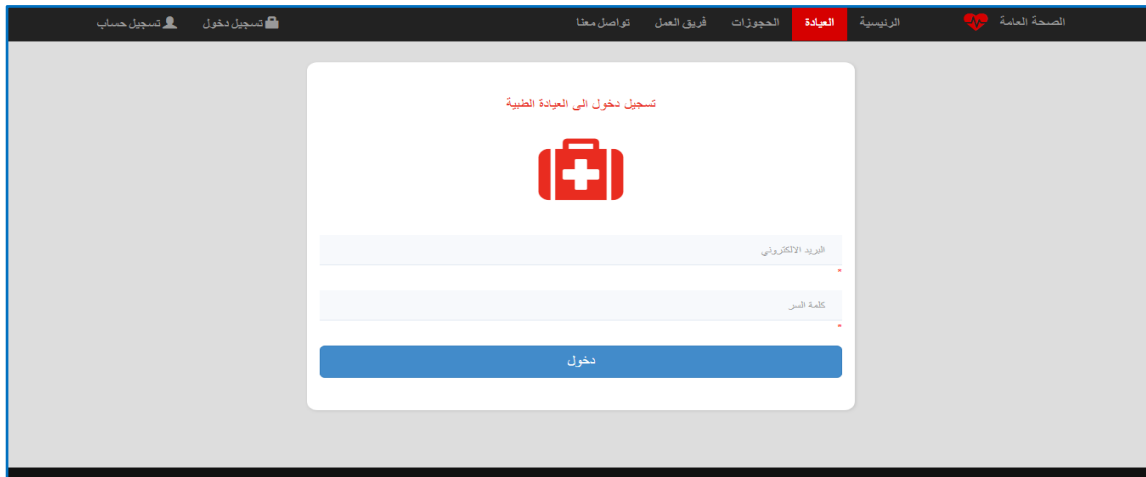 الصحة العامة الرئيسية العيادة الحجوزات فريق العمل تواصل معنا تسجيل دخول تسجيل حساب
تسجيل دخول الى العيادة الطبية
البريد الالكتروني
*
كلمة السر
*
دخول